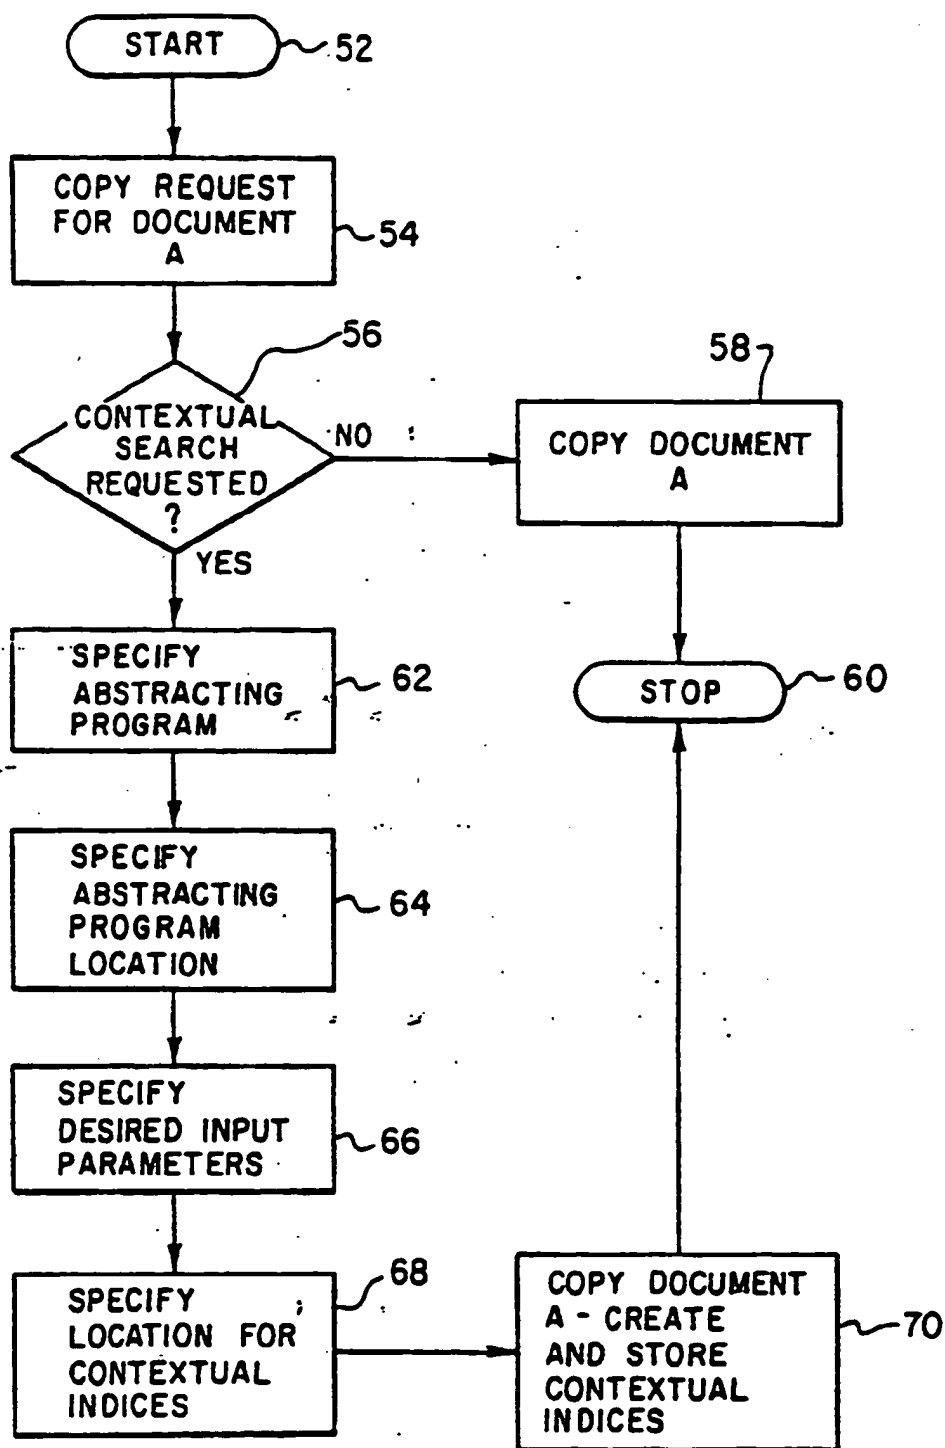 START
52
COPY REQUEST
FOR DOCUMENT
A
54
56
CONTEXTUAL
SEARCH
REQUESTED
?
NO
YES
58
COPY DOCUMENT
A
STOP
60
SPECIFY
ABSTRACTING
PROGRAM
62
SPECIFY
ABSTRACTING
PROGRAM
LOCATION
64
SPECIFY
DESIRED INPUT
PARAMETERS
66
SPECIFY
LOCATION FOR
CONTEXTUAL
INDICES
68
COPY DOCUMENT
A - CREATE
AND STORE
CONTEXTUAL
INDICES
70